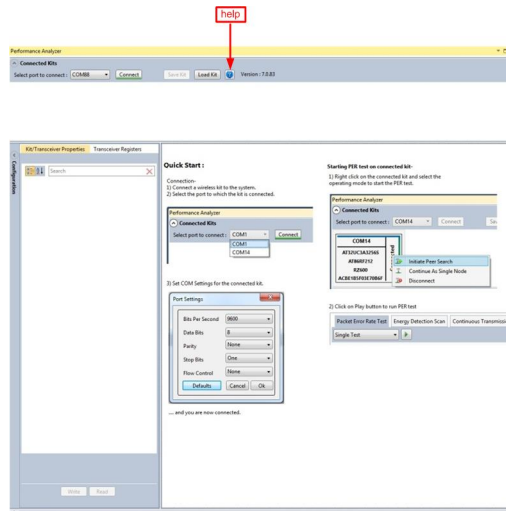 help
Performance Analyzer
Connected Kits
Select port to connect : COM88 Connect Save Kit Load Kit ? Version : 7.0.83
Kit/Transceiver Properties Transceiver Registers
Configuration
Search
Quick Start :
Connection-
1) Connect a wireless kit to the system.
2) Select the port to which the kit is connected.
Performance Analyzer
Connected Kits
Select port to connect : COM1 Connect
COM1
COM14
3) Set COM Settings for the connected kit.
Port Settings
Bits Per Second 9600
Data Bits 8
Parity None
Stop Bits One
Flow Control None
Defaults Cancel Ok
.... and you are now connected.
Starting PER test on connected kit-
1) Right click on the connected kit and select the
operating mode to start the PER test.
Performance Analyzer
Connected Kits
Select port to connect : COM14 Connect Sav
COM14
AT32UC3A3256S
AT86RF212
RZ600
Initiate Peer Search
Continue As Single Node
Disconnect
2) Click on Play button to run PER test
Packet Error Rate Test Energy Detection Scan Continuous Transmissi
Single Test
Write Read